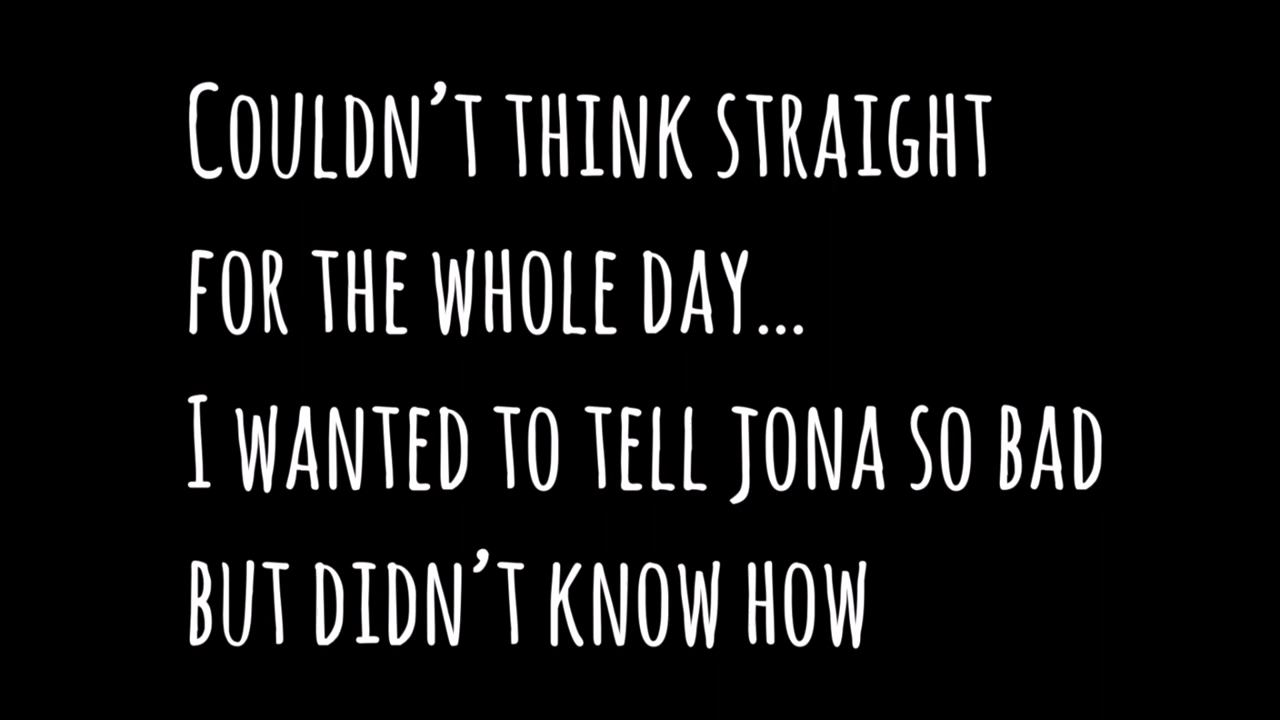 Couldn’t think straight
for the whole day...
I wanted to tell Jona so bad
but didn’t know how